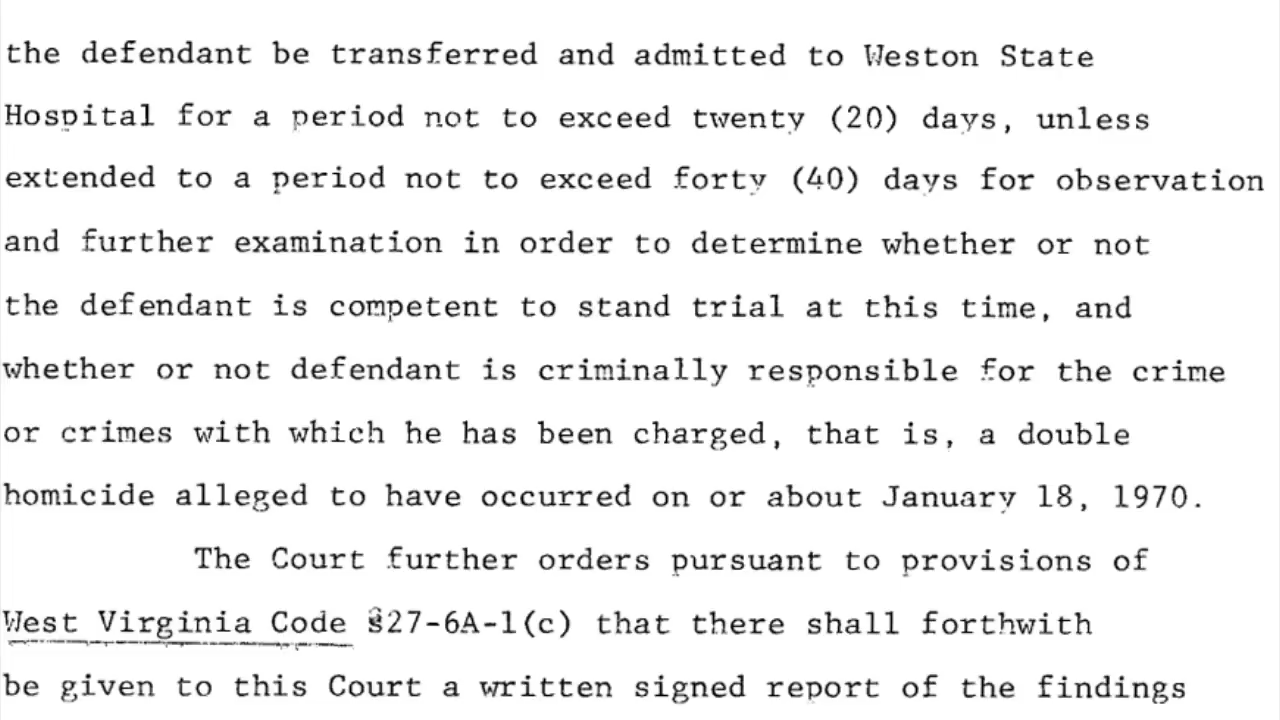 the defendant be transferred and admitted to Weston State
Hospital for a period not to exceed twenty (20) days, unless
extended to a period not to exceed forty (40) days for observation
and further examination in order to determine whether or not
the defendant is competent to stand trial at this time, and
whether or not defendant is criminally responsible for the crime
or crimes with which he has been charged, that is, a double
homicide alleged to have occurred on or about January 18, 1970.
The Court further orders pursuant to provisions of
West Virginia Code §27-6A-1(c) that there shall forthwith
be given to this Court a written signed report of the findings